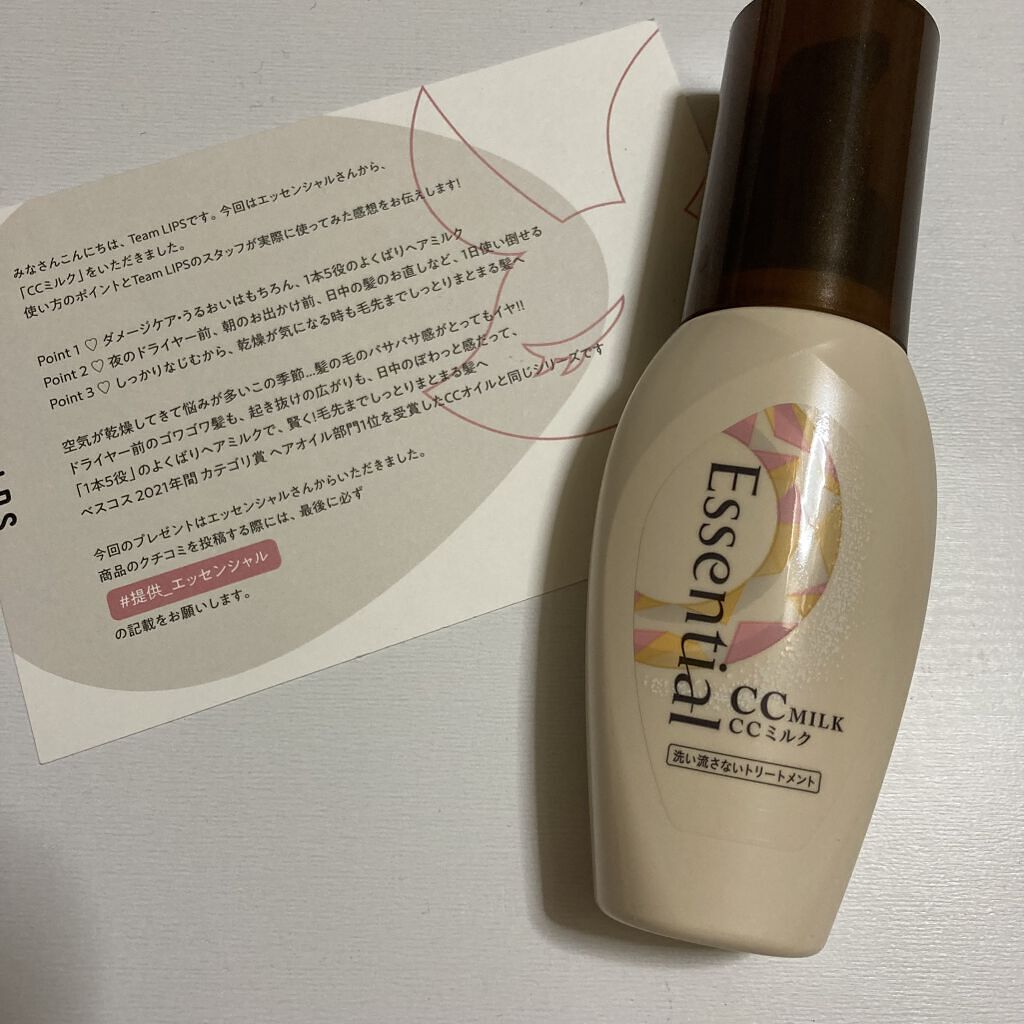 みなさんこんにちは、Team LIPSです。今回はエッセンシャルさんから、
「CCミルク」をいただきました。
使い方のポイントとTeam LIPSのスタッフが実際に使ってみた感想をお伝えします!
Point 1 ♡ ダメージケア・うるおいはもちろん、1本5役のよくばりヘアミルク
Point 2 ♡ 夜のドライヤー前、朝のお出かけ前、日中の髪のお直しなど、1日使い倒せる
Point 3 ♡ しっかりなじむから、乾燥が気になる時も毛先までしっとりまとまる髪へ
空気が乾燥してきて悩みが多いこの季節...髪の毛のパサパサ感がとってもイヤ!!
ドライヤー前のゴワゴワ髪も、起き抜けの広がりも、日中のぽわっと感だって、
「1本5役」のよくばりヘアミルクで、賢く!毛先までしっとりまとまる髪へ
ベスコス 2021年間 カテゴリ賞 ヘアオイル部門1位を受賞したCCオイルと同じシリーズです
今回のプレゼントはエッセンシャルさんからいただきました。
商品のクチコミを投稿する際には、最後に必ず
#提供_エッセンシャル
の記載をお願いします。
Essential
CC MILK
CCミルク
洗い流さないトリートメント